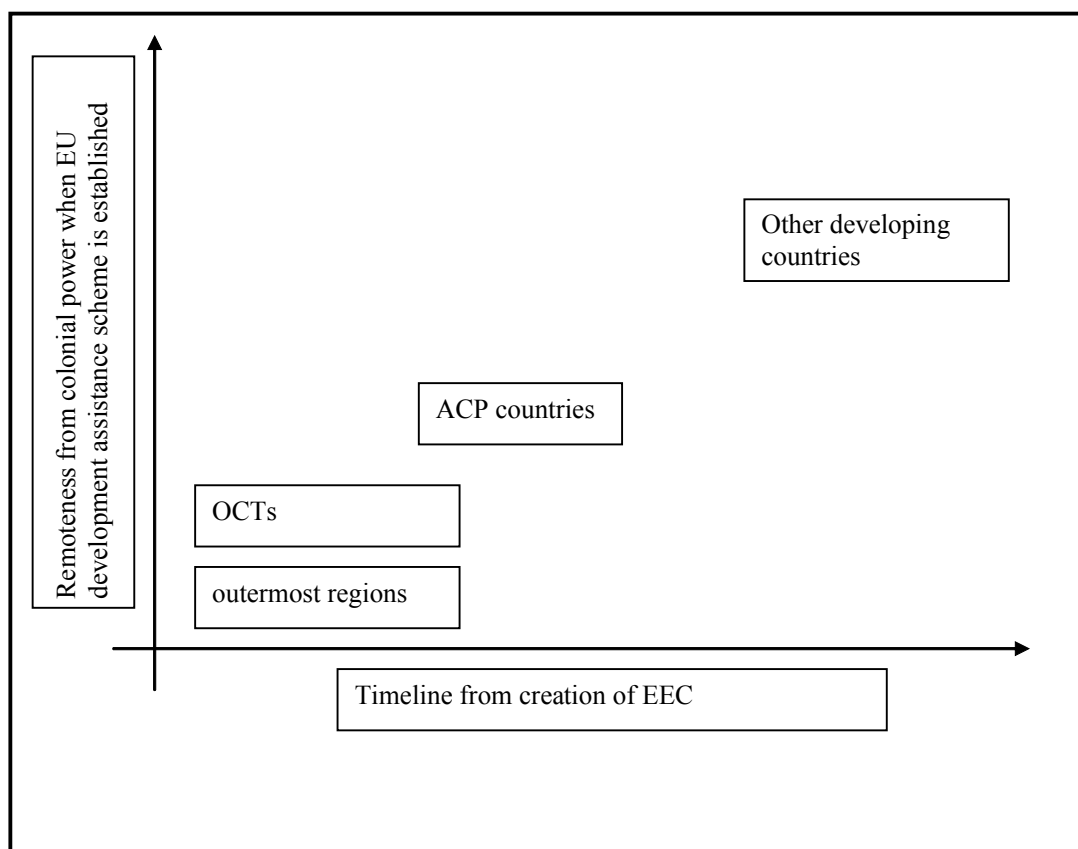 Remoteness from colonial power when EU
development assistance scheme is established
Other developing
countries
ACP countries
OCTs
outermost regions
Timeline from creation of EEC